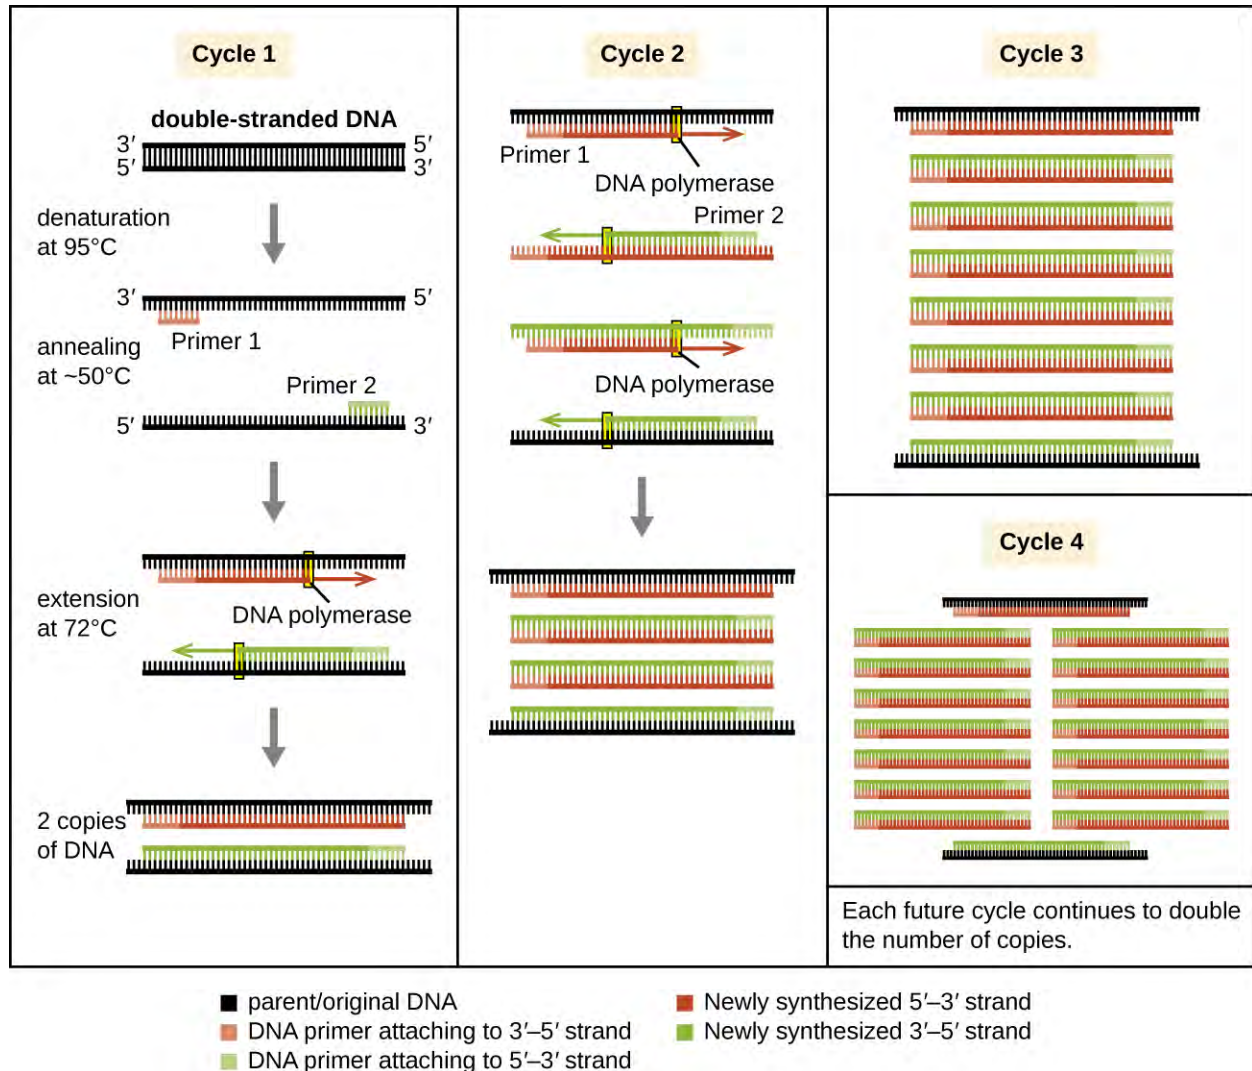 Cycle 1
double-stranded DNA
3′ 5′
5′ 3′
denaturation
at 95°C
3′ 5′
Primer 1
annealing
at ~50°C
Primer 2
5′ 3′
extension
at 72°C
DNA polymerase
2 copies
of DNA
Cycle 2
Primer 1
DNA polymerase
Primer 2
DNA polymerase
Cycle 3
Cycle 4
Each future cycle continues to double
the number of copies.
parent/original DNA
DNA primer attaching to 3′–5′ strand
DNA primer attaching to 5′–3′ strand
Newly synthesized 5′–3′ strand
Newly synthesized 3′–5′ strand